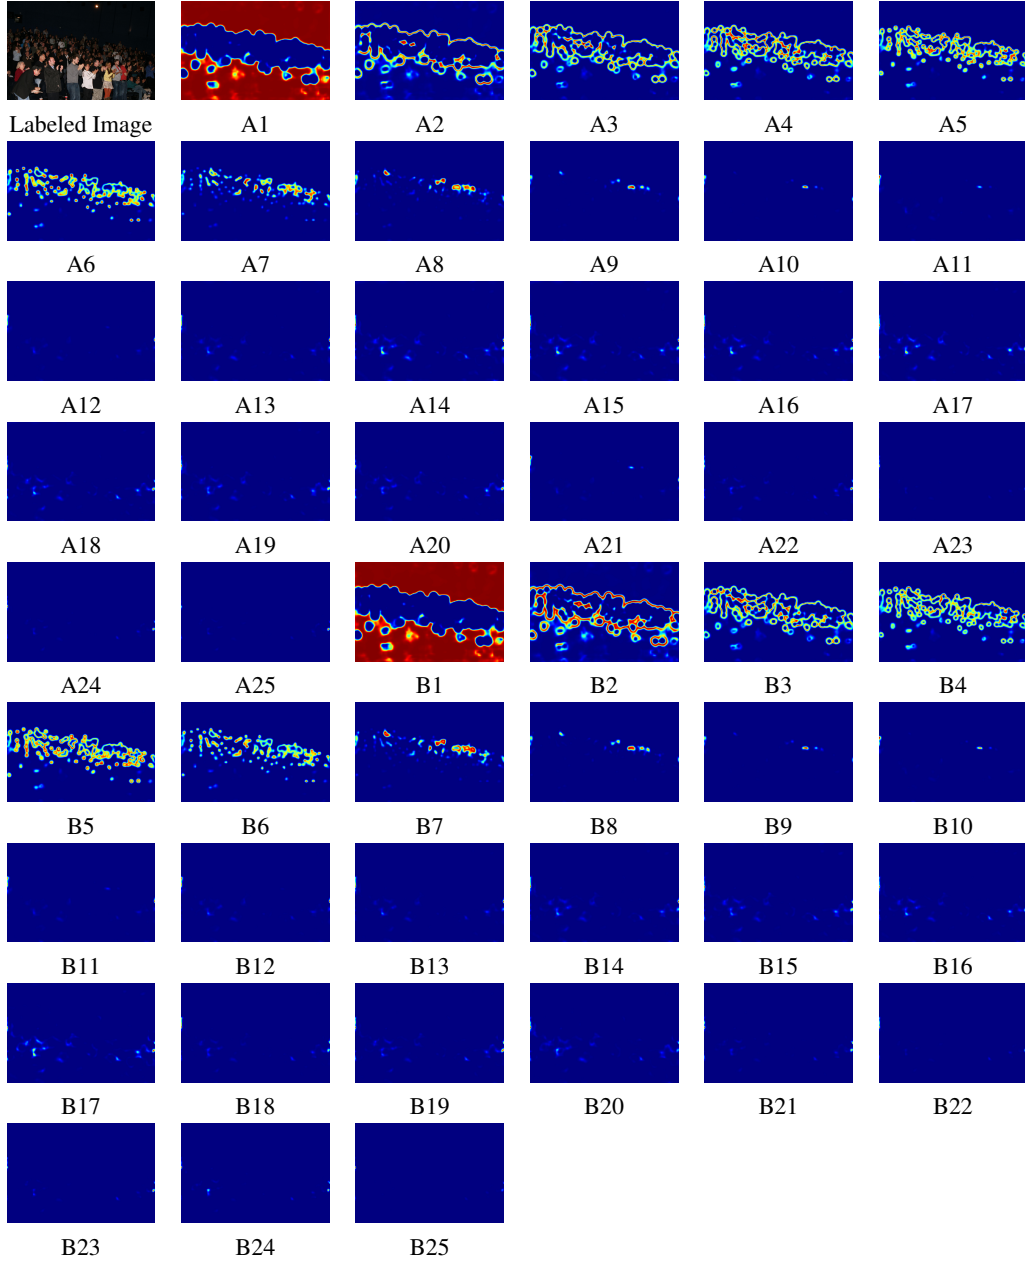 Labeled Image A1 A2 A3 A4 A5
A6 A7 A8 A9 A10 A11
A12 A13 A14 A15 A16 A17
A18 A19 A20 A21 A22 A23
A24 A25 B1 B2 B3 B4
B5 B6 B7 B8 B9 B10
B11 B12 B13 B14 B15 B16
B17 B18 B19 B20 B21 B22
B23 B24 B25